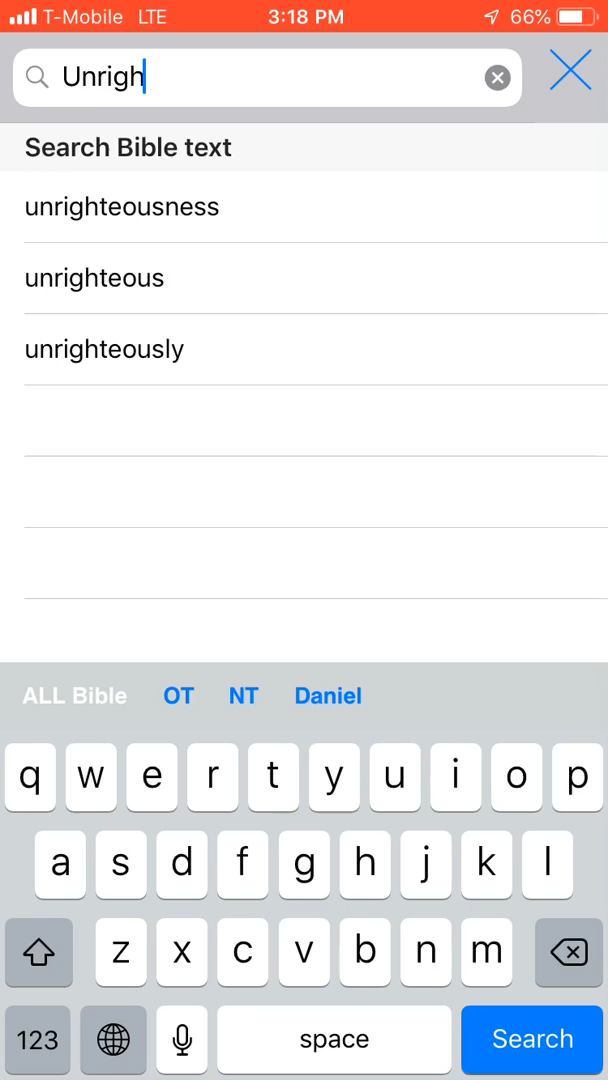 T-Mobile LTE 3:18 PM 66%
Unrigh
Search Bible text
unrighteousness
unrighteous
unrighteously
ALL Bible OT NT Daniel
q w e r t y u i o p
a s d f g h j k l
z x c v b n m
123 space Search